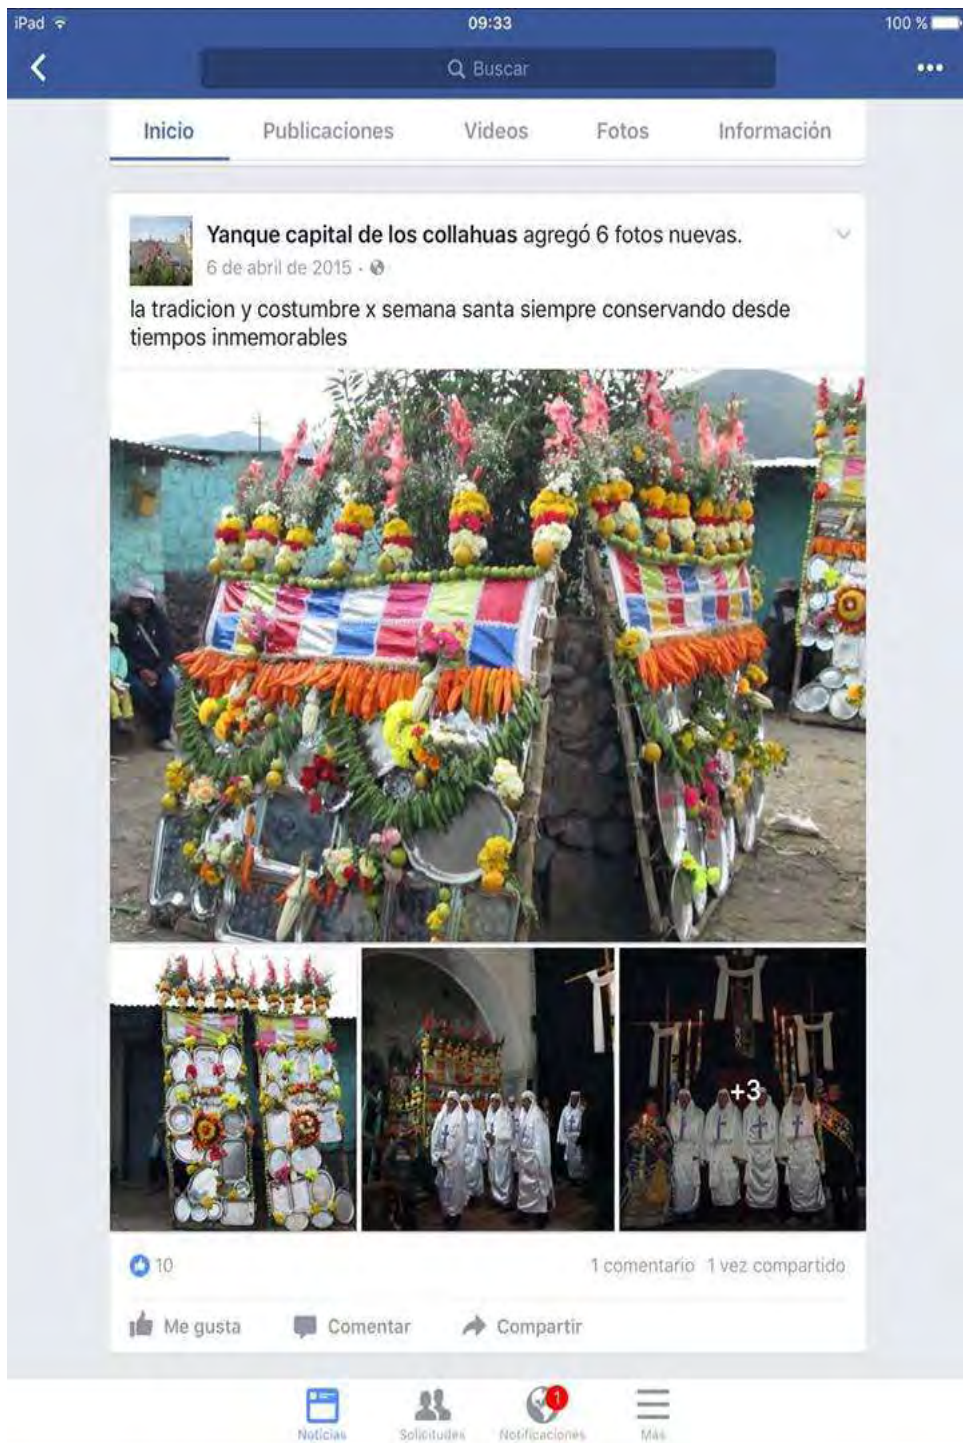 iPad 09:33 100 %
Buscar
Inicio Publicaciones Videos Fotos Información
Yanque capital de los collahuas agregó 6 fotos nuevas.
6 de abril de 2015 ·
la tradicion y costumbre x semana santa siempre conservando desde
tiempos inmemorables
+3
10 1 comentario 1 vez compartido
Me gusta Comentar Compartir
1
Noticias Solicitudes Notificaciones Más